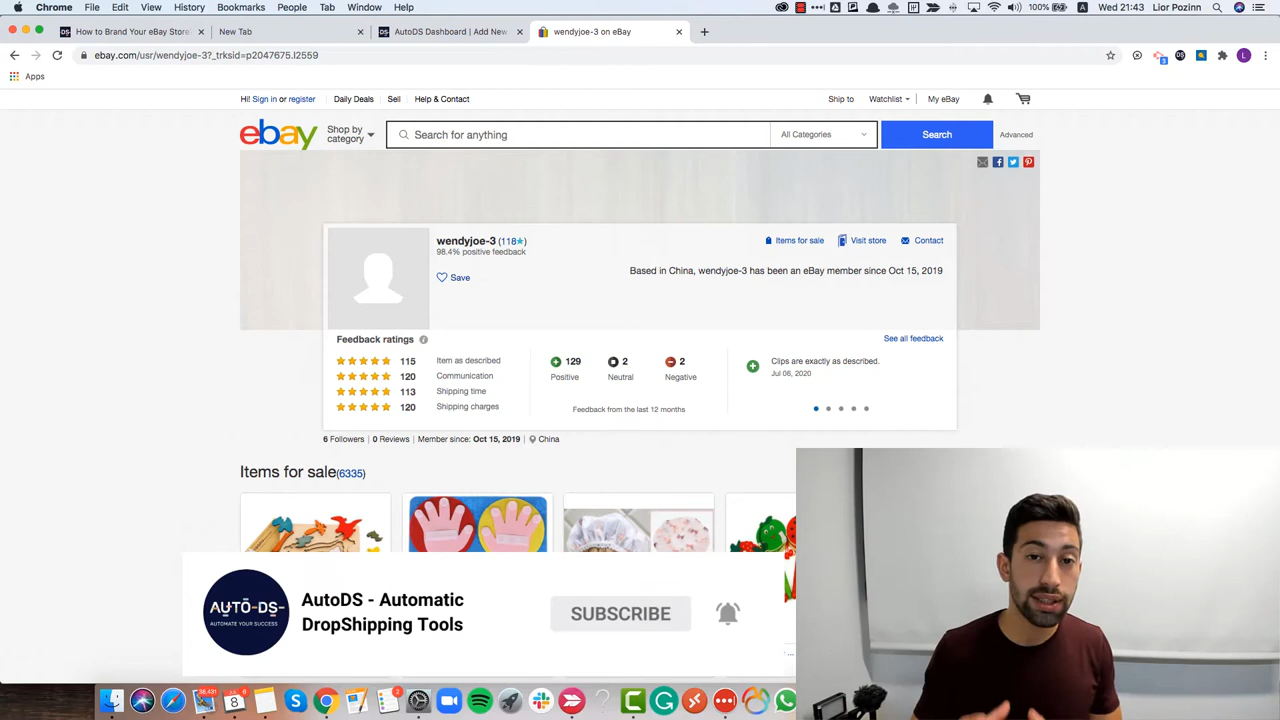 Chrome File Edit View History Bookmarks People Tab Window Help 100% Wed 21:43 Lior Pozinn
How to Brand Your eBay Store New Tab AutoDS Dashboard | Add New wendyjoe-3 on eBay
ebay.com/usr/wendyjoe-3?_trksid=p2047675.l2559
3
L
Apps
Hi! Sign in or register Daily Deals Sell Help & Contact Ship to Watchlist My eBay
ebay Shop by category Search for anything All Categories Search Advanced
wendyjoe-3 (118)
98.4% positive feedback
Save
Items for sale Visit store Contact
Based in China, wendyjoe-3 has been an eBay member since Oct 15, 2019
Feedback ratings See all feedback
115 Item as described
120 Communication
113 Shipping time
120 Shipping charges
129 Positive
2 Neutral
2 Negative
Feedback from the last 12 months
Clips are exactly as described.
Jul 06, 2020
6 Followers | 0 Reviews | Member since: Oct 15, 2019 | China
Items for sale(6335)
AUTO-DS-
AUTOMATE YOUR SUCCESS
AutoDS - Automatic
DropShipping Tools
SUBSCRIBE
38,431
8
2